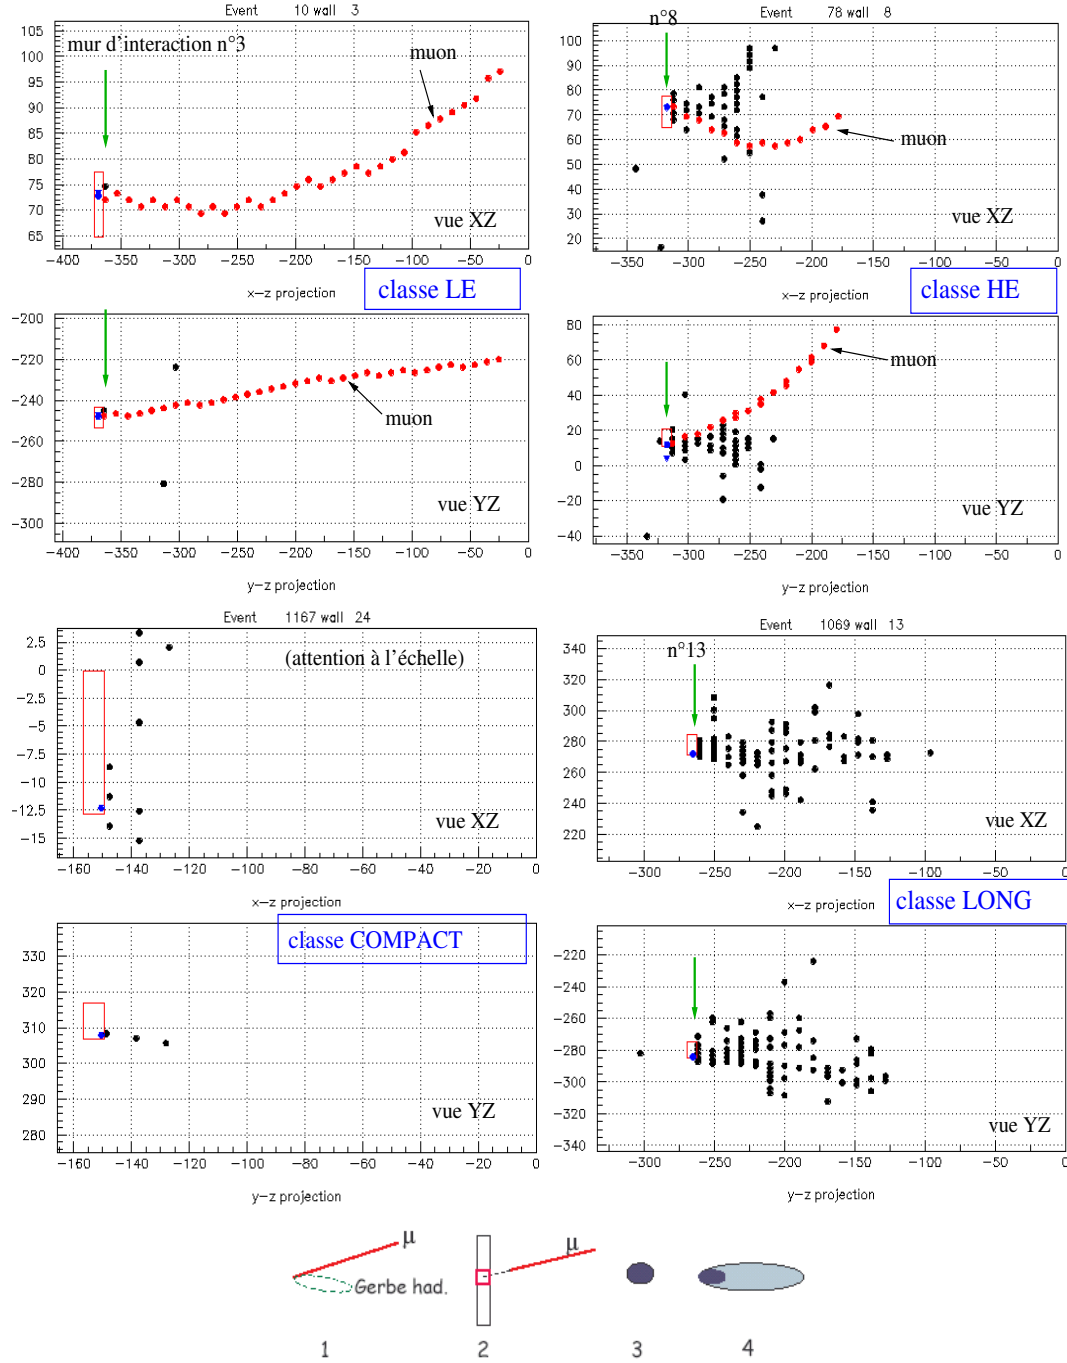 Event 10 wall 3
105
100
95
90
85
80
75
70
65
mur d'interaction n°3
muon
vue XZ
−400 −350 −300 −250 −200 −150 −100 −50 0
x−z projection
classe LE
Event 78 wall 8
n°8
100
90
80
70
60
50
40
30
20
muon
vue XZ
−350 −300 −250 −200 −150 −100 −50 0
x−z projection
classe HE
−200
−220
−240
−260
−280
−300
muon
vue YZ
−400 −350 −300 −250 −200 −150 −100 −50 0
y−z projection
80
60
40
20
0
−20
−40
muon
vue YZ
−350 −300 −250 −200 −150 −100 −50 0
y−z projection
Event 1167 wall 24
2.5
0
−2.5
−5
−7.5
−10
−12.5
−15
(attention à l'échelle)
vue XZ
−160 −140 −120 −100 −80 −60 −40 −20 0
x−z projection
Event 1069 wall 13
n°13
340
320
300
280
260
240
220
vue XZ
−300 −250 −200 −150 −100 −50 0
x−z projection
classe LONG
classe COMPACT
330
320
310
300
290
280
vue YZ
−160 −140 −120 −100 −80 −60 −40 −20 0
y−z projection
−220
−240
−260
−280
−300
−320
−340
vue YZ
−300 −250 −200 −150 −100 −50 0
y−z projection
μ
Gerbe had.
μ
1 2 3 4